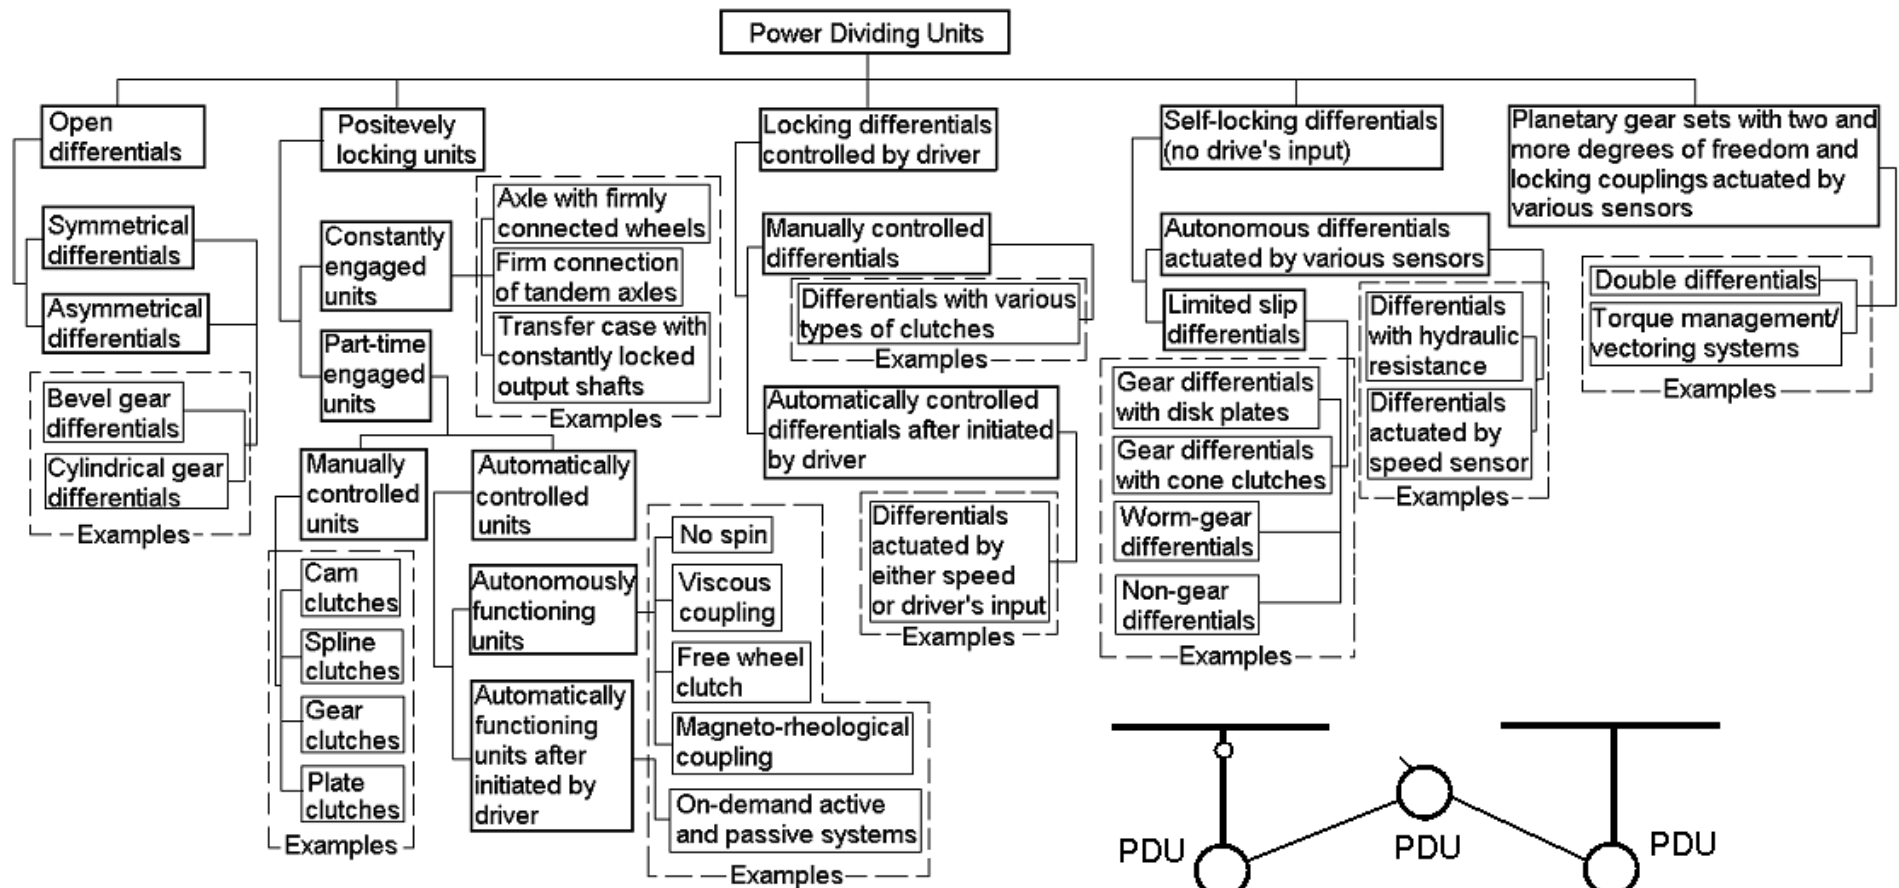 Power Dividing Units
Open
differentials
Symmetrical
differentials
Asymmetrical
differentials
Bevel gear
differentials
Cylindrical gear
differentials
Examples
Positevely
locking units
Constantly
engaged
units
Axle with firmly
connected wheels
Firm connection
of tandem axles
Transfer case with
constantly locked
output shafts
Examples
Part-time
engaged
units
Manually
controlled
units
Cam
clutches
Spline
clutches
Gear
clutches
Plate
clutches
Examples
Automatically
controlled
units
Autonomously
functioning
units
Automatically
functioning
units after
initiated by
driver
No spin
Viscous
coupling
Free wheel
clutch
Magneto-rheological
coupling
On-demand active
and passive systems
Examples
Locking differentials
controlled by driver
Manually controlled
differentials
Differentials with various
types of clutches
Examples
Automatically controlled
differentials after initiated
by driver
Differentials
actuated by
either speed
or driver's input
Examples
Self-locking differentials
(no drive's input)
Autonomous differentials
actuated by various sensors
Limited slip
differentials
Gear differentials
with disk plates
Gear differentials
with cone clutches
Worm-gear
differentials
Non-gear
differentials
Examples
Differentials
with hydraulic
resistance
Differentials
actuated by
speed sensor
Examples
Planetary gear sets with two and
more degrees of freedom and
locking couplings actuated by
various sensors
Double differentials
Torque management/
vectoring systems
Examples
PDU
PDU
PDU